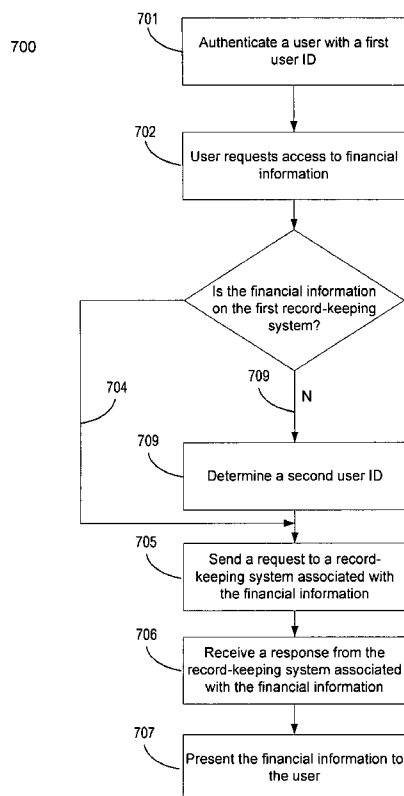 700
701
Authenticate a user with a first
user ID
702
User requests access to financial
information
Is the financial information
on the first record-keeping
system?
704
709
N
709
Determine a second user ID
705
Send a request to a record-
keeping system associated with
the financial information
706
Receive a response from the
record-keeping system associated
with the financial information
707
Present the financial information to
the user